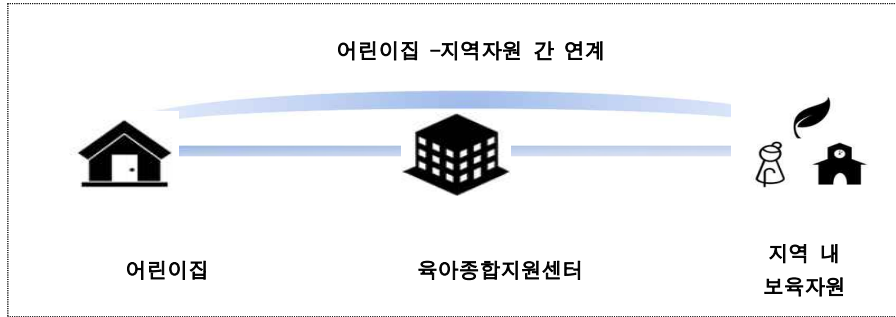 어린이집 –지역자원 간 연계
어린이집
육아종합지원센터
지역 내
보육자원